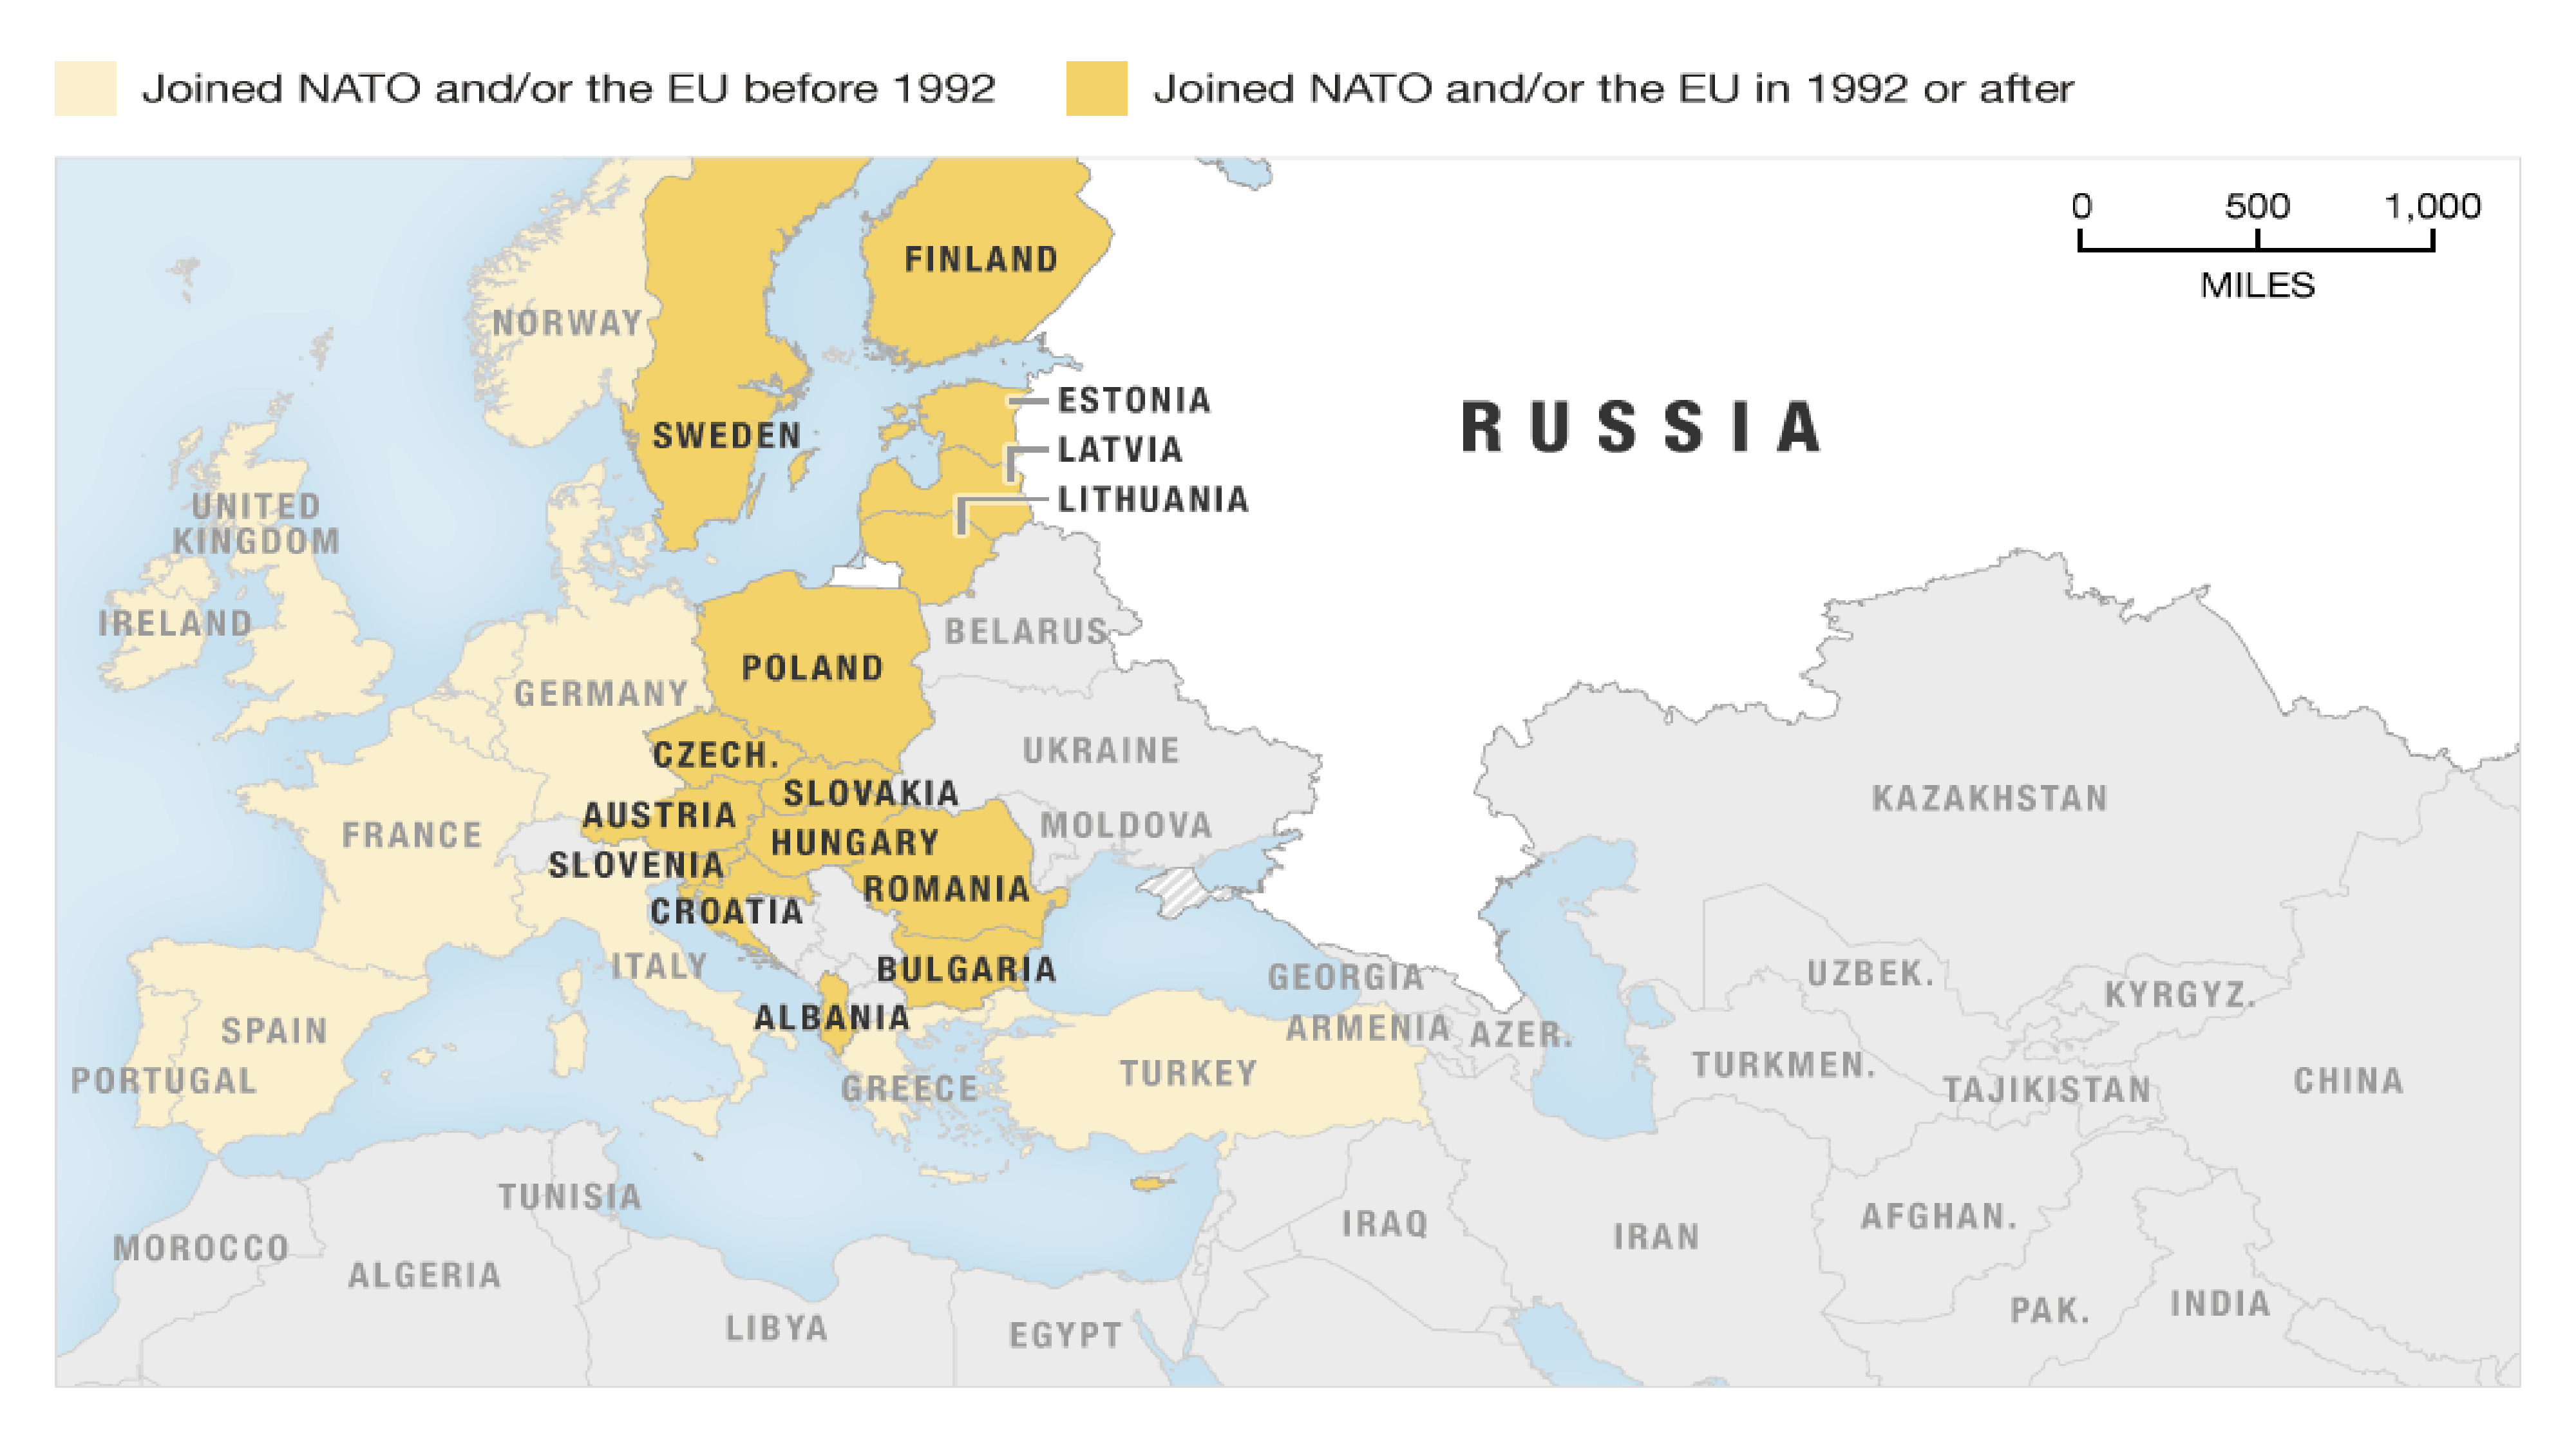 Joined NATO and/or the EU before 1992
Joined NATO and/or the EU in 1992 or after
0 500 1,000
MILES
FINLAND
NORWAY
SWEDEN
ESTONIA
LATVIA
LITHUANIA
RUSSIA
UNITED
KINGDOM
IRELAND
BELARUS
POLAND
GERMANY
CZECH.
UKRAINE
SLOVAKIA
KAZAKHSTAN
AUSTRIA
MOLDOVA
FRANCE
HUNGARY
SLOVENIA
ROMANIA
CROATIA
ITALY
BULGARIA
GEORGIA
UZBEK.
KYRGYZ.
ALBANIA
SPAIN
ARMENIA
AZER.
TURKEY
TURKMEN.
PORTUGAL
GREECE
TAJIKISTAN
CHINA
TUNISIA
MOROCCO
ALGERIA
IRAQ
IRAN
AFGHAN.
LIBYA
EGYPT
PAK.
INDIA